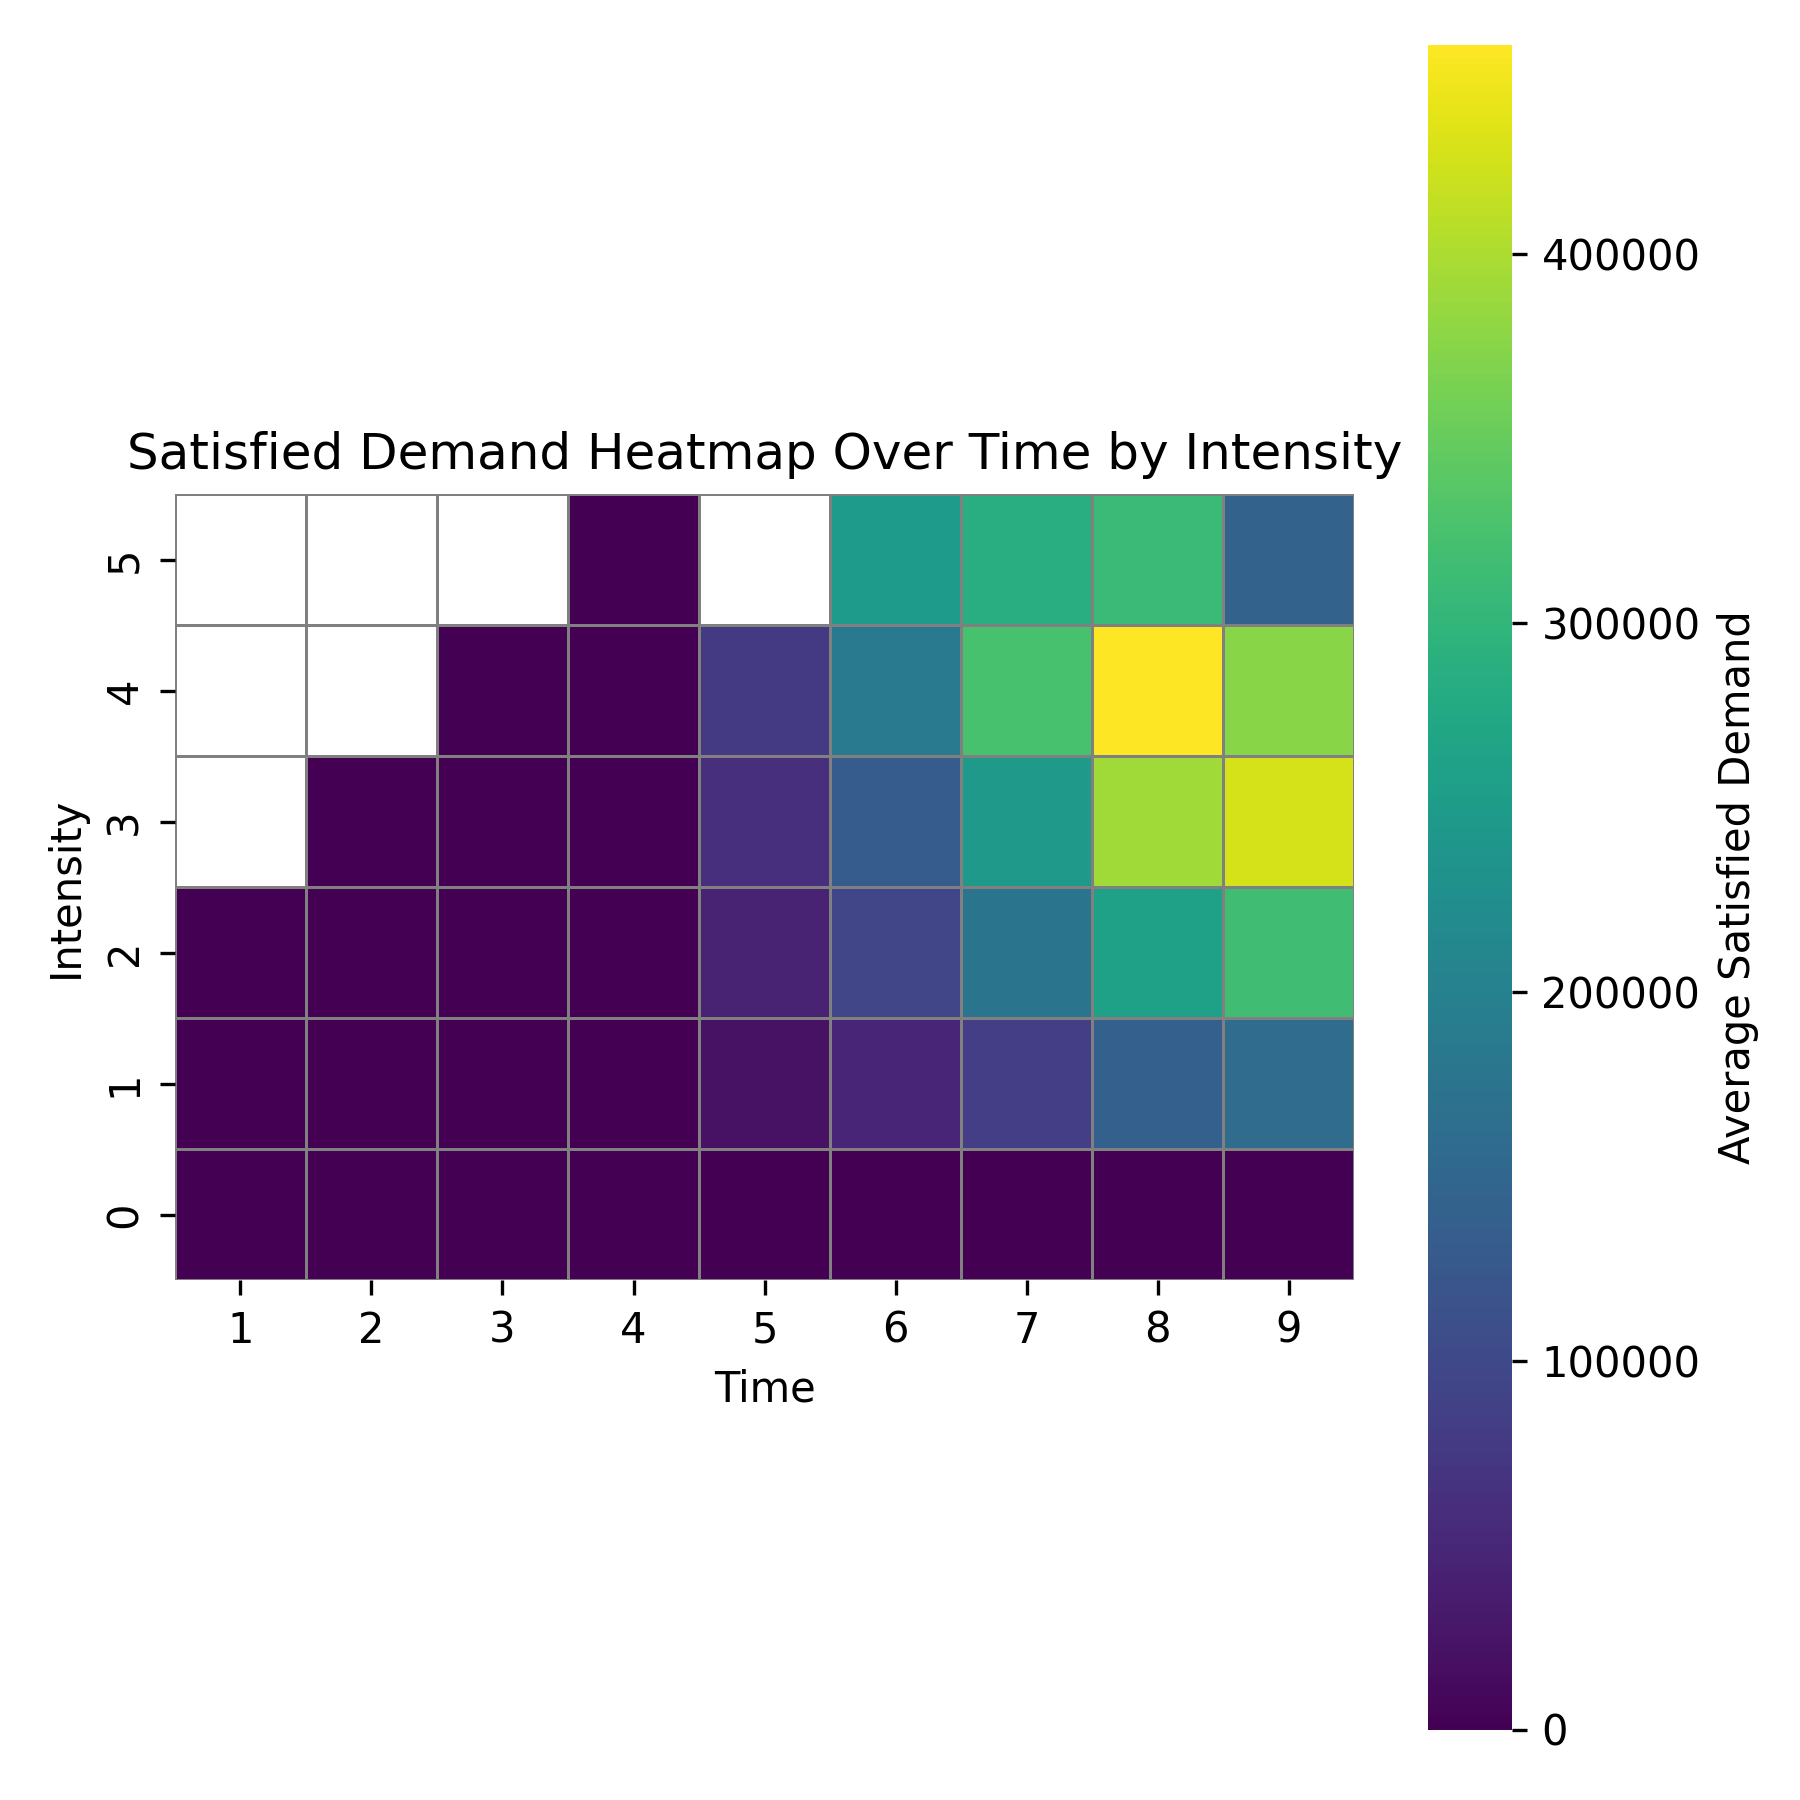 Satisfied Demand Heatmap Over Time by Intensity
5
4
3
2
1
0
Intensity
1 2 3 4 5 6 7 8 9
Time
400000
300000
200000
100000
0
Average Satisfied Demand